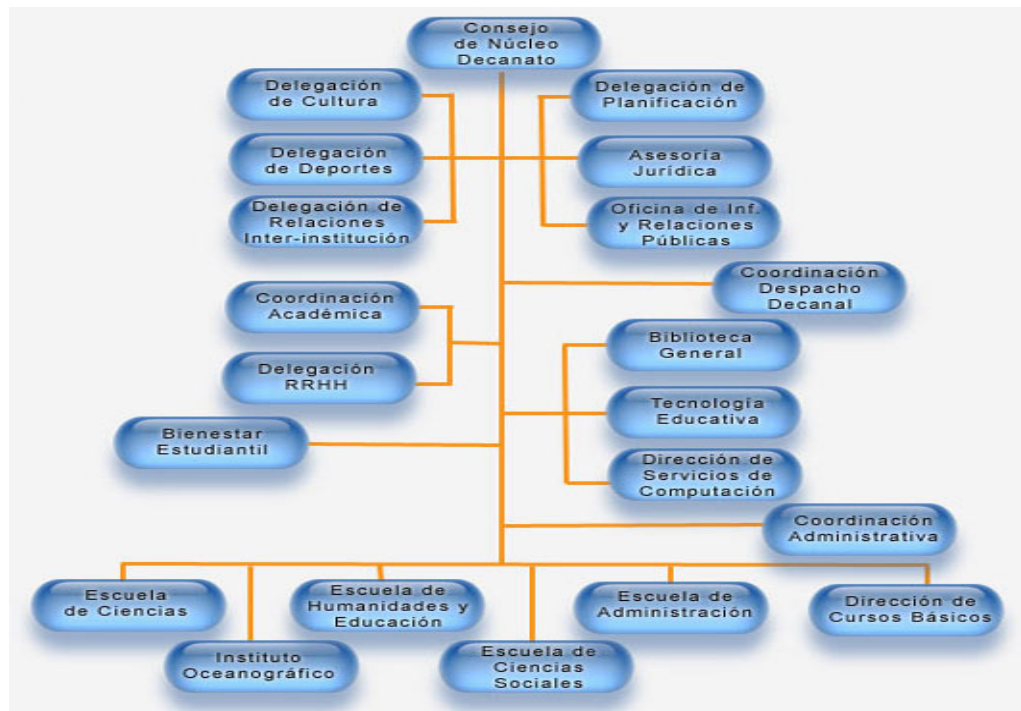 Consejo
de Núcleo
Decanato
Delegación
de Cultura
Delegación de
Planificación
Delegación
de Deportes
Asesoría
Jurídica
Delegación de
Relaciones
Inter-institución
Oficina de Inf.
y Relaciones
Públicas
Coordinación
Despacho
Decanal
Coordinación
Académica
Biblioteca
General
Delegación
RRHH
Tecnología
Educativa
Bienestar
Estudiantil
Dirección de
Servicios de
Computación
Coordinación
Administrativa
Escuela
de Ciencias
Escuela de
Humanidades y
Educación
Escuela de
Administración
Dirección de
Cursos Básicos
Instituto
Oceanográfico
Escuela de
Ciencias
Sociales